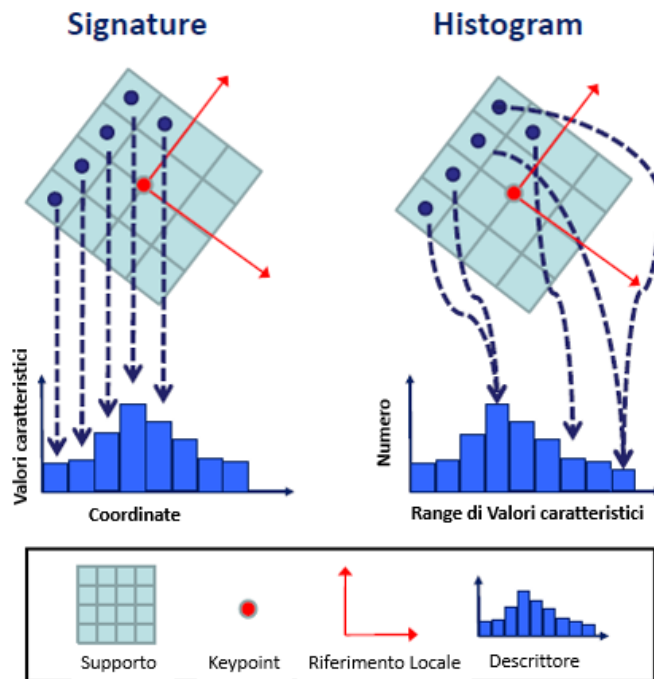 Signature
Histogram
Valori caratteristici
Coordinate
Numero
Range di Valori caratteristici
Supporto
Keypoint
Riferimento Locale
Descrittore